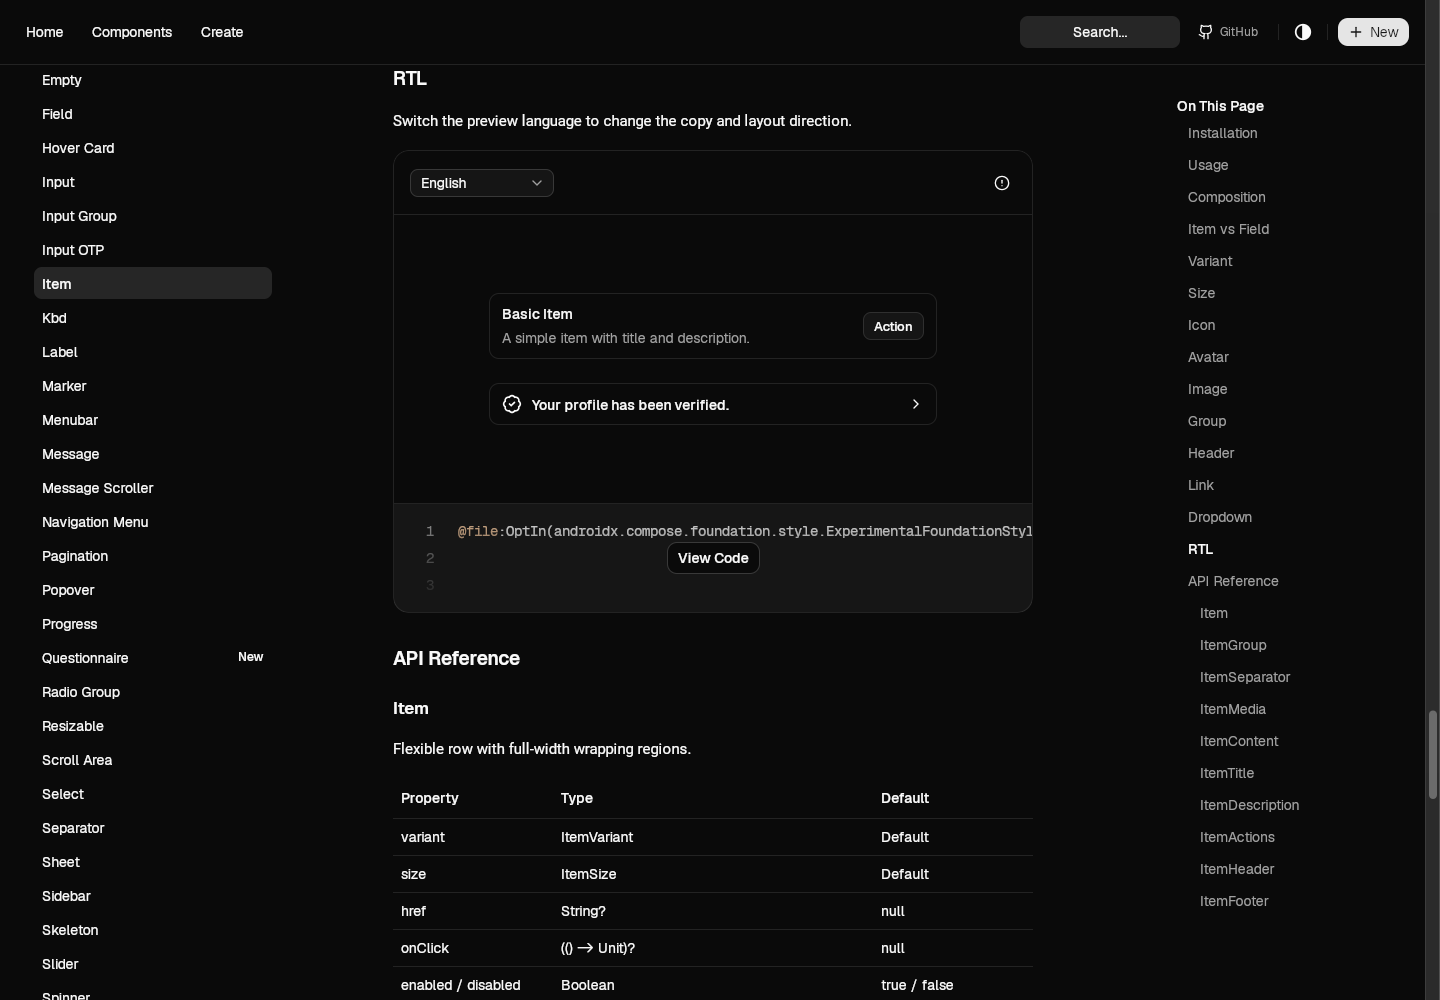 Home
Components
Create
Search...
GitHub
New
Empty
Field
Hover Card
Input
Input Group
Input OTP
Item
Kbd
Label
Marker
Menubar
Message
Message Scroller
Navigation Menu
Pagination
Popover
Progress
Questionnaire New
Radio Group
Resizable
Scroll Area
Select
Separator
Sheet
Sidebar
Skeleton
Slider
Spinner
RTL
Switch the preview language to change the copy and layout direction.
English
Basic Item
A simple item with title and description.
Action
Your profile has been verified.
1 @file:OptIn(androidx.compose.foundation.style.ExperimentalFoundationStyl
2
View Code
3
API Reference
Item
Flexible row with full-width wrapping regions.
Property Type Default
variant ItemVariant Default
size ItemSize Default
href String? null
onClick (() -> Unit)? null
enabled / disabled Boolean true / false
On This Page
Installation
Usage
Composition
Item vs Field
Variant
Size
Icon
Avatar
Image
Group
Header
Link
Dropdown
RTL
API Reference
Item
ItemGroup
ItemSeparator
ItemMedia
ItemContent
ItemTitle
ItemDescription
ItemActions
ItemHeader
ItemFooter